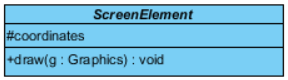 ScreenElement
#coordinates
+draw(g : Graphics) : void